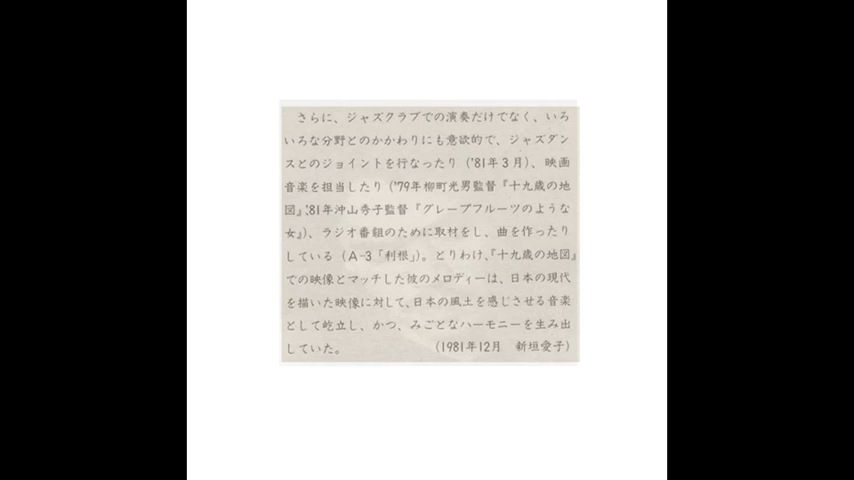 さらに、ジャズクラブでの演奏だけでなく、いろ
いろな分野とのかかわりにも意欲的で、ジャズダン
スとのジョイントを行なったり('81年3月)、映画
音楽を担当したり('79年柳町光男監督『十九歳の地
図』、'81年沖山秀子監督『グレープフルーツのような
女』)、ラジオ番組のために取材をし、曲を作ったり
している(A-3「利根」)。とりわけ、『十九歳の地図』
での映像とマッチした彼のメロディーは、日本の現代
を描いた映像に対して、日本の風土を感じさせる音楽
として屹立し、かつ、みごとなハーモニーを生み出
していた。 (1981年12月 新垣愛子)